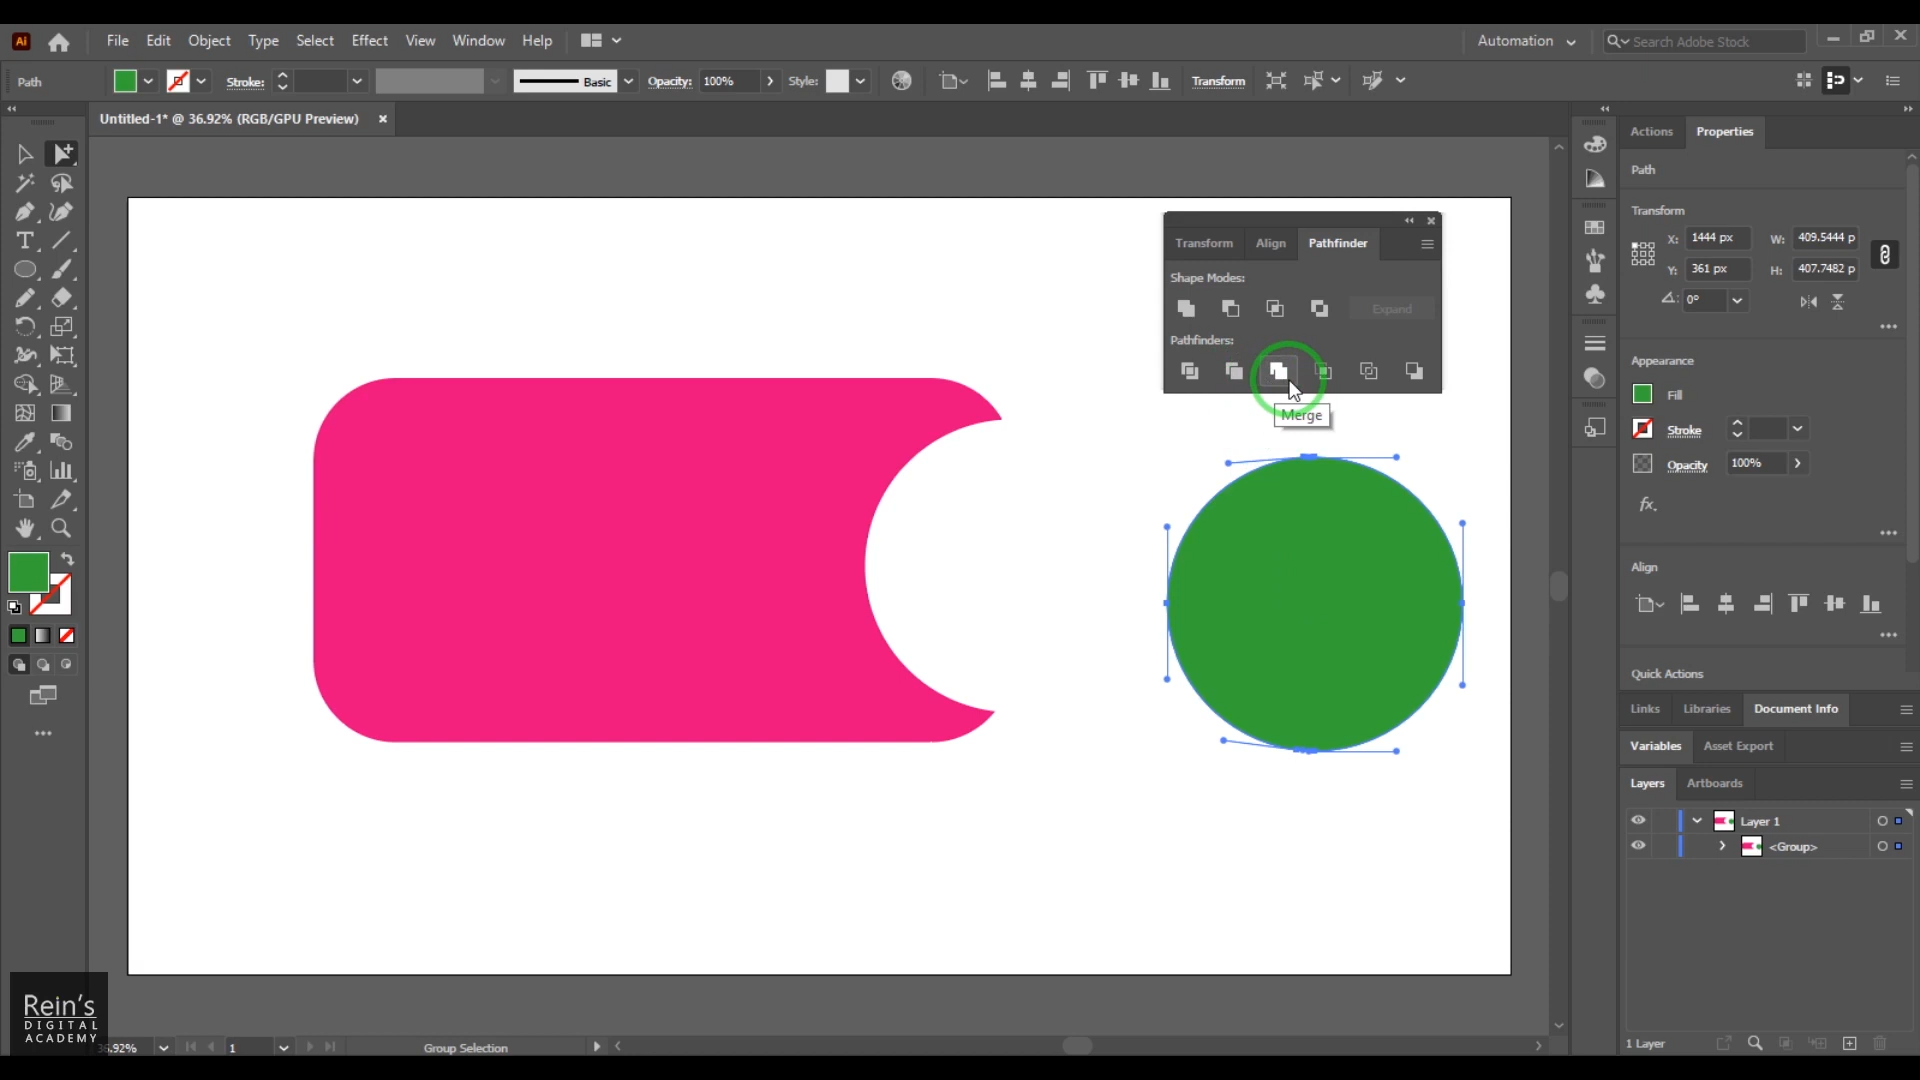 Ai File Edit Object Type Select Effect View Window Help Automation Search Adobe Stock
Path Stroke: Basic Opacity: 100% Style: Transform
Untitled-1* @ 36.92% (RGB/GPU Preview)
Actions Properties
Path
Transform
X: 1444 px W: 409.5444 p
Y: 361 px H: 407.7482 p
0°
Appearance
Fill
Stroke
Opacity 100%
fx.
Align
Quick Actions
Links Libraries Document Info
Variables Asset Export
Layers Artboards
Layer 1
<Group>
1 Layer
Transform Align Pathfinder
Shape Modes:
Expand
Pathfinders:
Merge
Rein's
DIGITAL
ACADEMY
36.92% 1 Group Selection